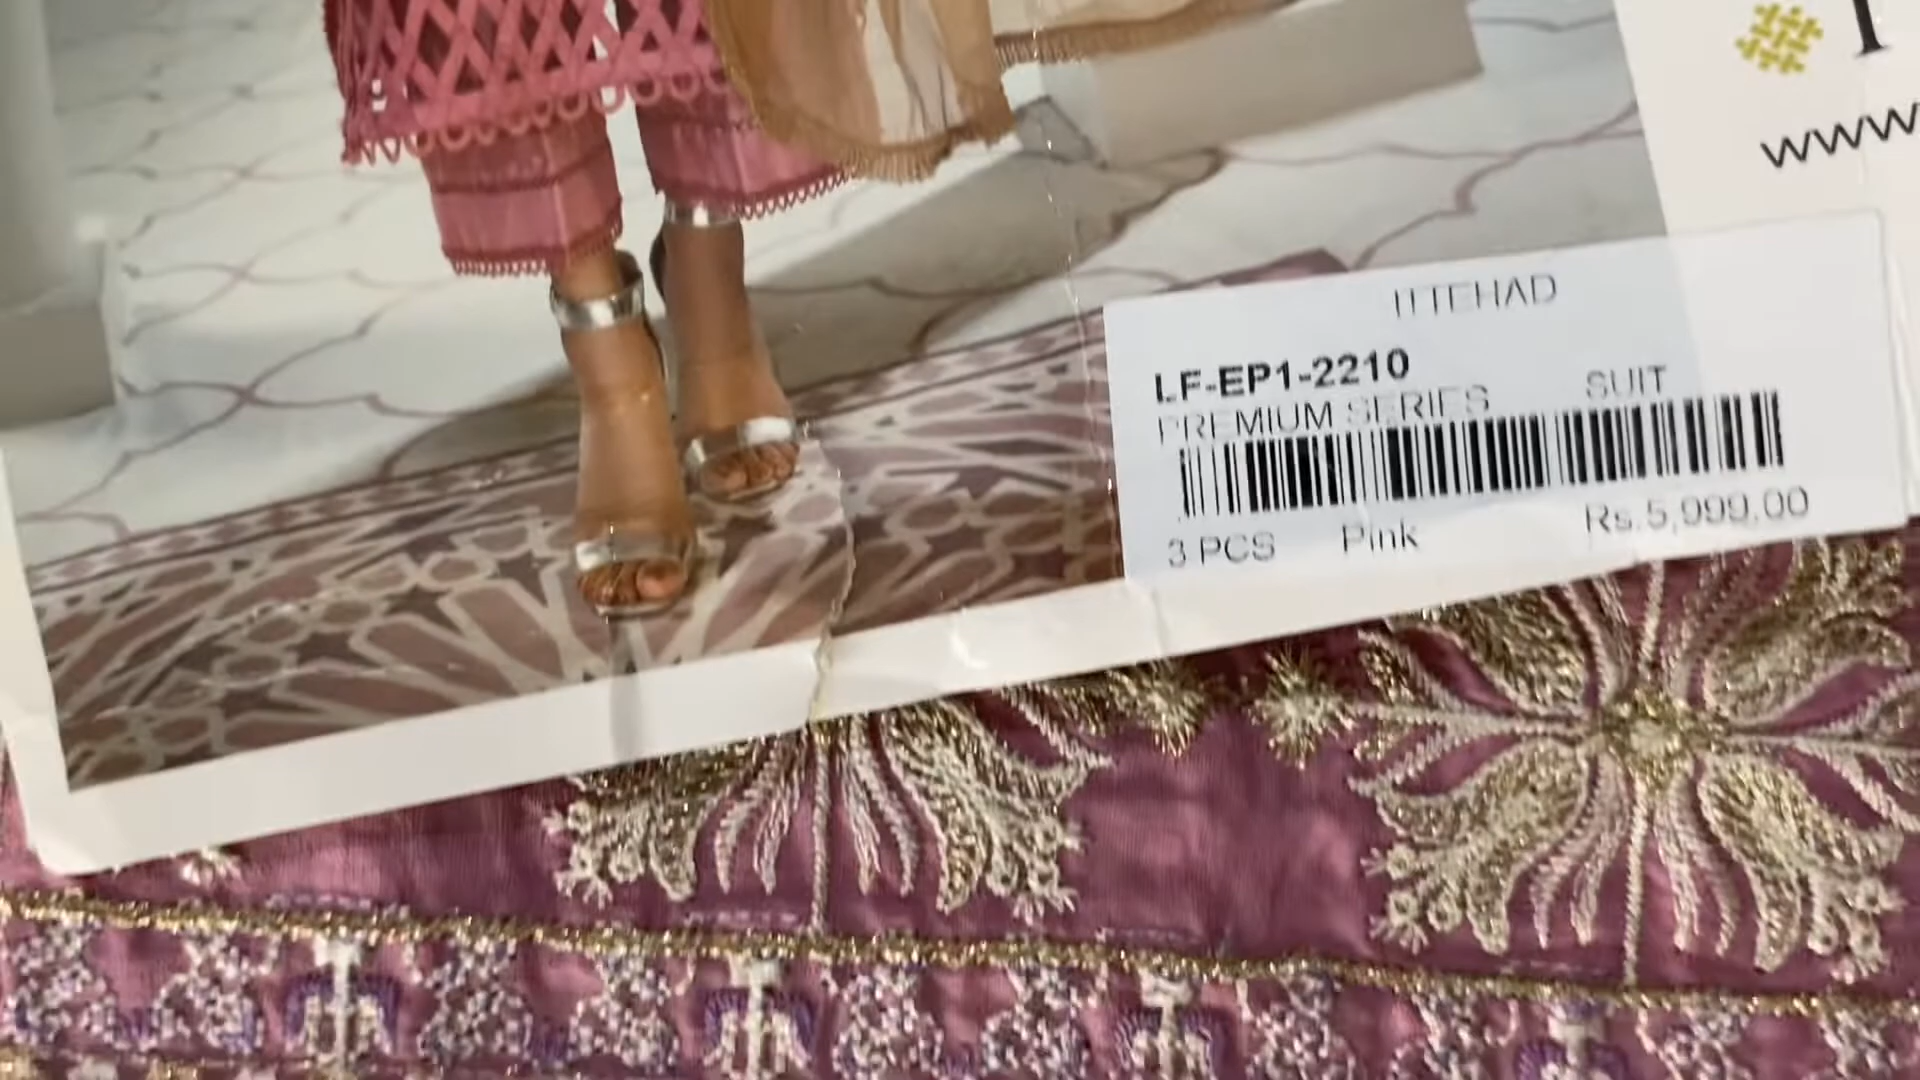 www
ITTEHAD
LF-EP1-2210
PREMIUM SERIES SUIT
3 PCS Pink Rs.5,999.00